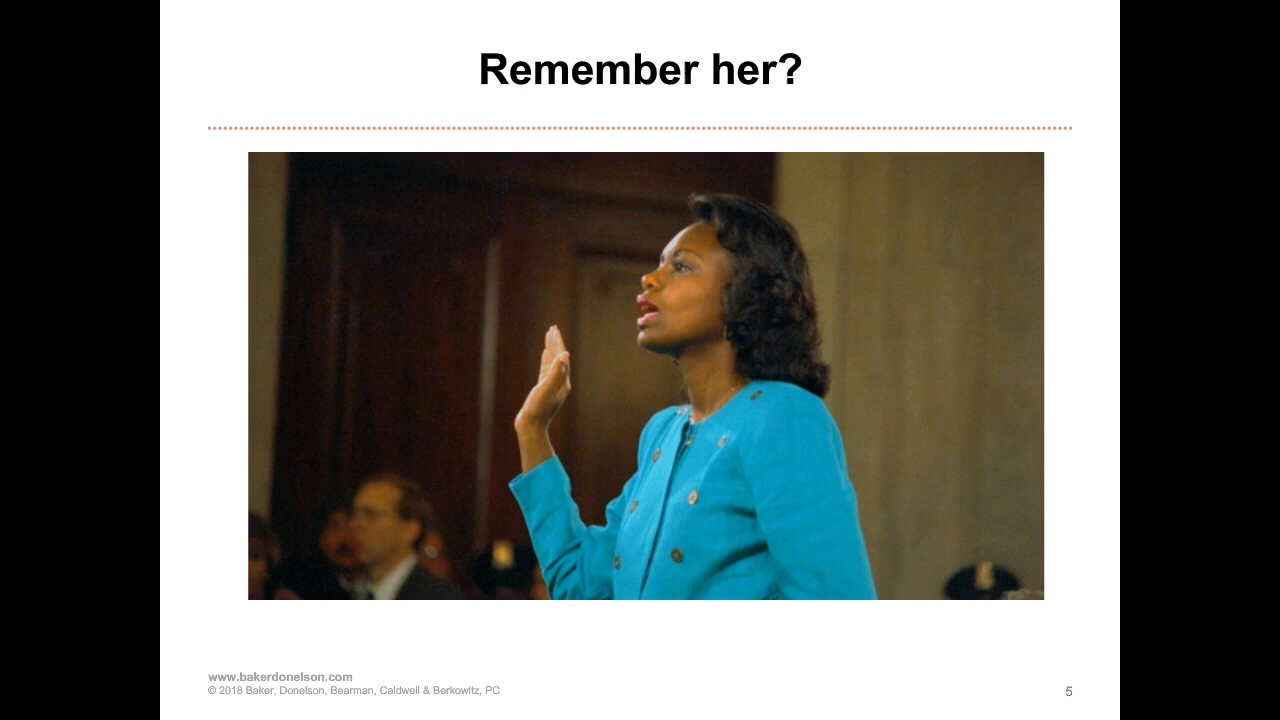 Remember her?
www.bakerdonelson.com
© 2018 Baker, Donelson, Bearman, Caldwell & Berkowitz, PC
5